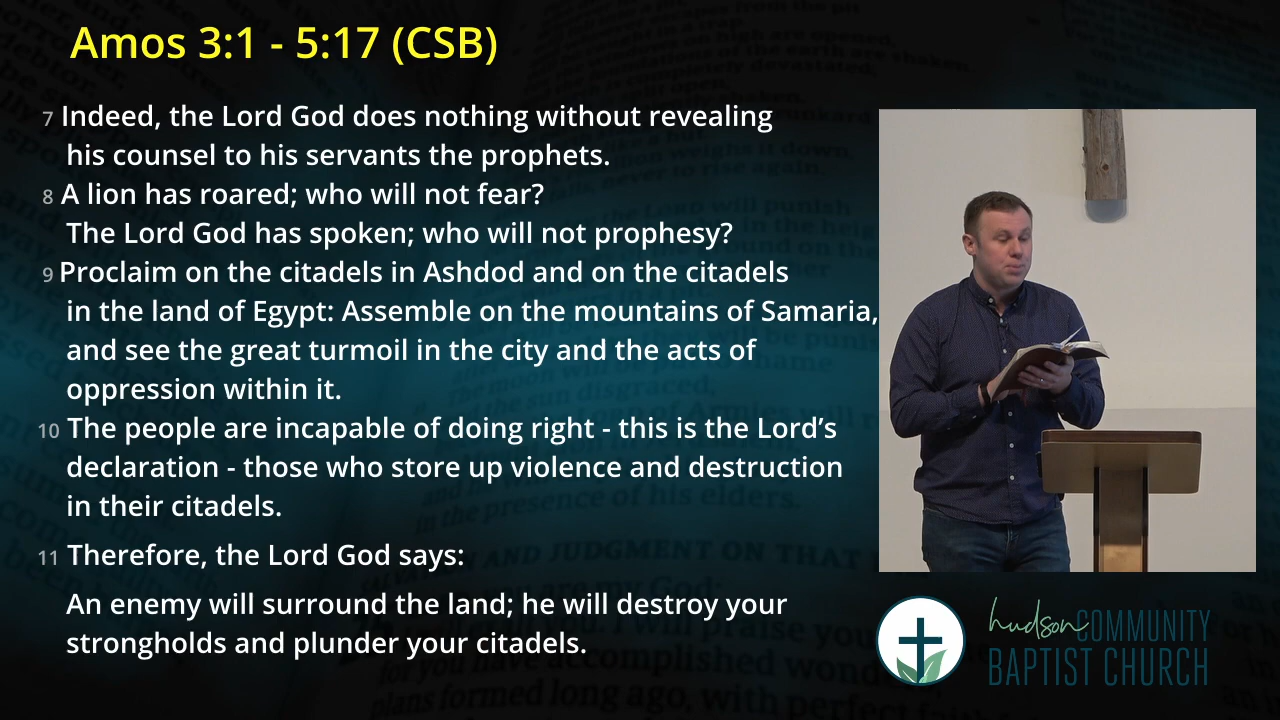 Amos 3:1 - 5:17 (CSB)
7 Indeed, the Lord God does nothing without revealing
his counsel to his servants the prophets.
8 A lion has roared; who will not fear?
The Lord God has spoken; who will not prophesy?
9 Proclaim on the citadels in Ashdod and on the citadels
in the land of Egypt: Assemble on the mountains of Samaria,
and see the great turmoil in the city and the acts of
oppression within it.
10 The people are incapable of doing right - this is the Lord’s
declaration - those who store up violence and destruction
in their citadels.
11 Therefore, the Lord God says:
An enemy will surround the land; he will destroy your
strongholds and plunder your citadels.
hudson COMMUNITY
BAPTIST CHURCH